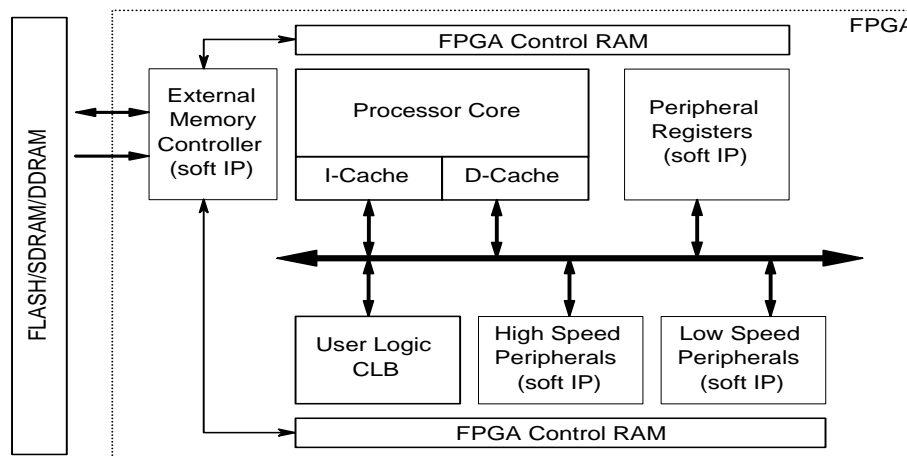 FPGA
FPGA Control RAM
FLASH/SDRAM/DDRAM
External
Memory
Controller
(soft IP)
Processor Core
I-Cache
D-Cache
Peripheral
Registers
(soft IP)
User Logic
CLB
High Speed
Peripherals
(soft IP)
Low Speed
Peripherals
(soft IP)
FPGA Control RAM